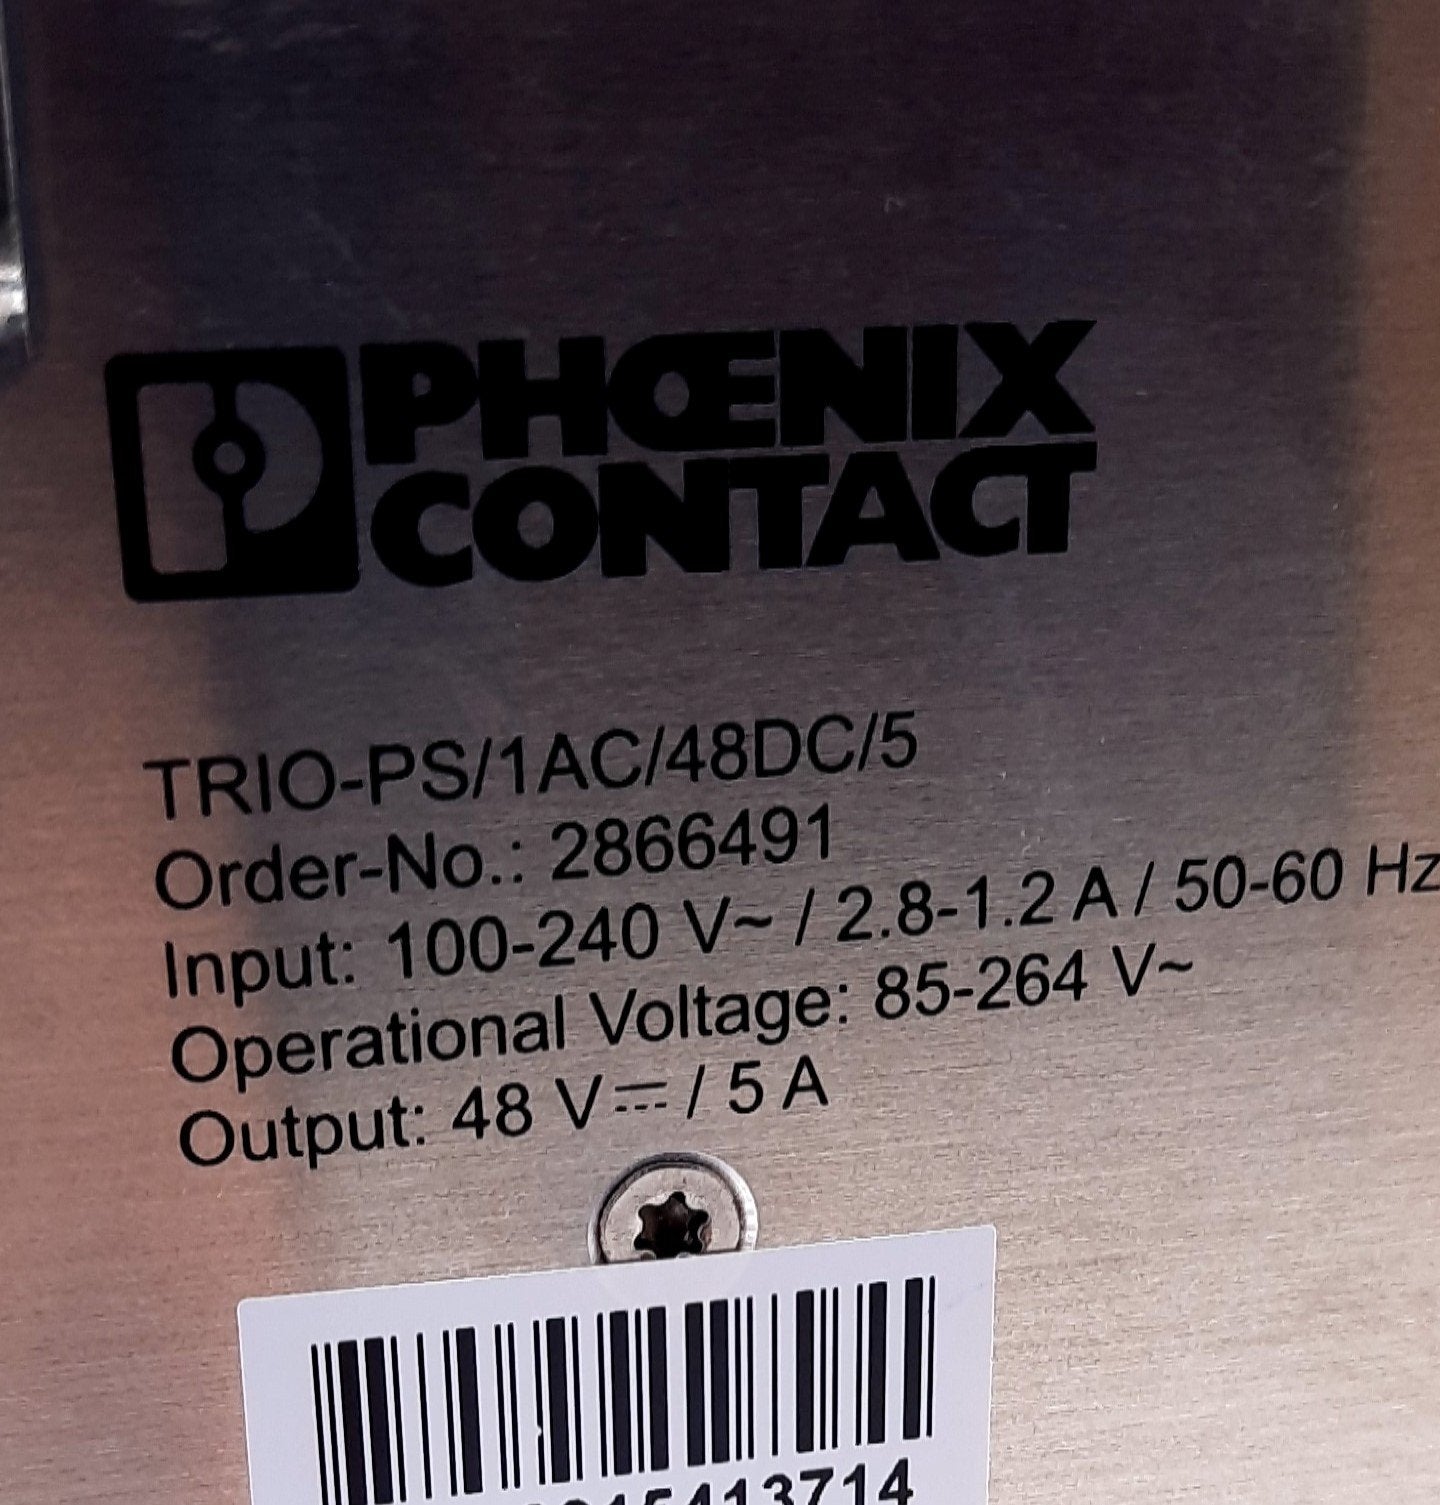 PHŒNIX
CONTACT
TRIO-PS/1AC/48DC/5
Order-No.: 2866491
Input: 100-240 V~ / 2.8-1.2 A / 50-60 Hz
Operational Voltage: 85-264 V~
Output: 48 V⎓ / 5 A
15413714